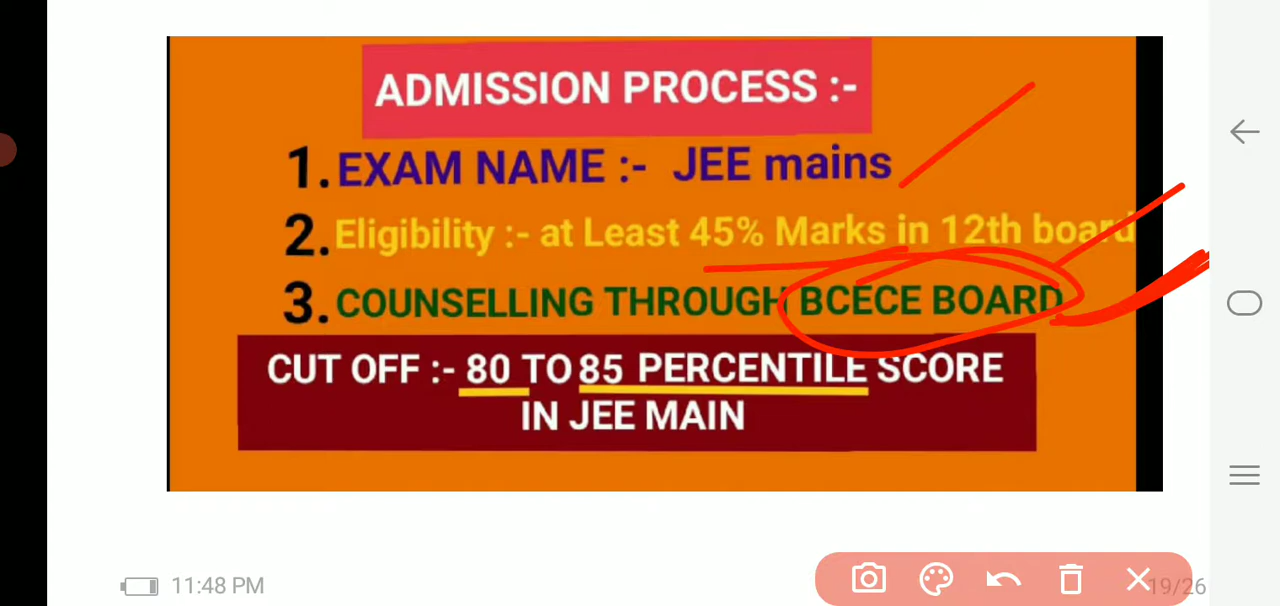 ADMISSION PROCESS :-
1. EXAM NAME :- JEE mains
2. Eligibility :- at Least 45% Marks in 12th board
3. COUNSELLING THROUGH BCECE BOARD
CUT OFF :- 80 TO 85 PERCENTILE SCORE
IN JEE MAIN
11:48 PM
19/26